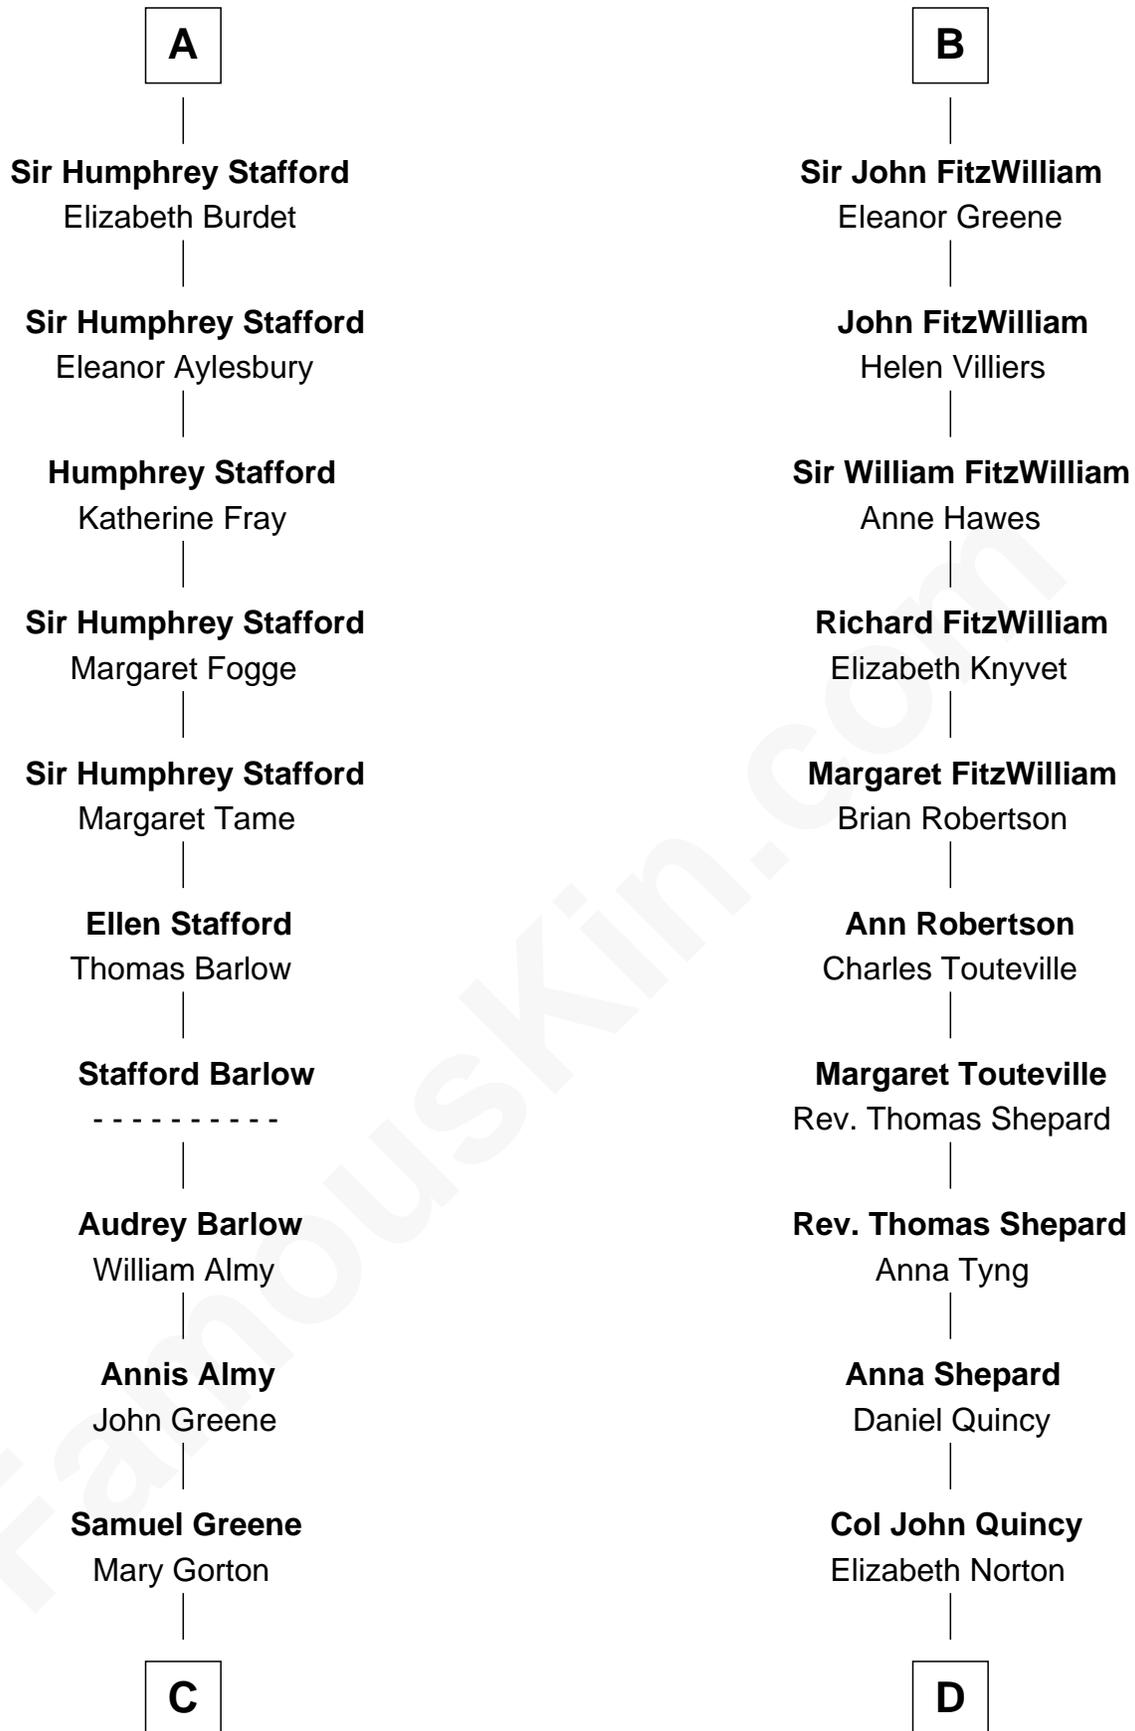 A
Sir Humphrey Stafford
Elizabeth Burdet
Sir Humphrey Stafford
Eleanor Aylesbury
Humphrey Stafford
Katherine Fray
Sir Humphrey Stafford
Margaret Fogge
Sir Humphrey Stafford
Margaret Tame
Ellen Stafford
Thomas Barlow
Stafford Barlow
- - - - - - - - - -
Audrey Barlow
William Almy
Annis Almy
John Greene
Samuel Greene
Mary Gorton
C
B
Sir John FitzWilliam
Eleanor Greene
John FitzWilliam
Helen Villiers
Sir William FitzWilliam
Anne Hawes
Richard FitzWilliam
Elizabeth Knyvet
Margaret FitzWilliam
Brian Robertson
Ann Robertson
Charles Touteville
Margaret Touteville
Rev. Thomas Shepard
Rev. Thomas Shepard
Anna Tyng
Anna Shepard
Daniel Quincy
Col John Quincy
Elizabeth Norton
D
FamousKin.com